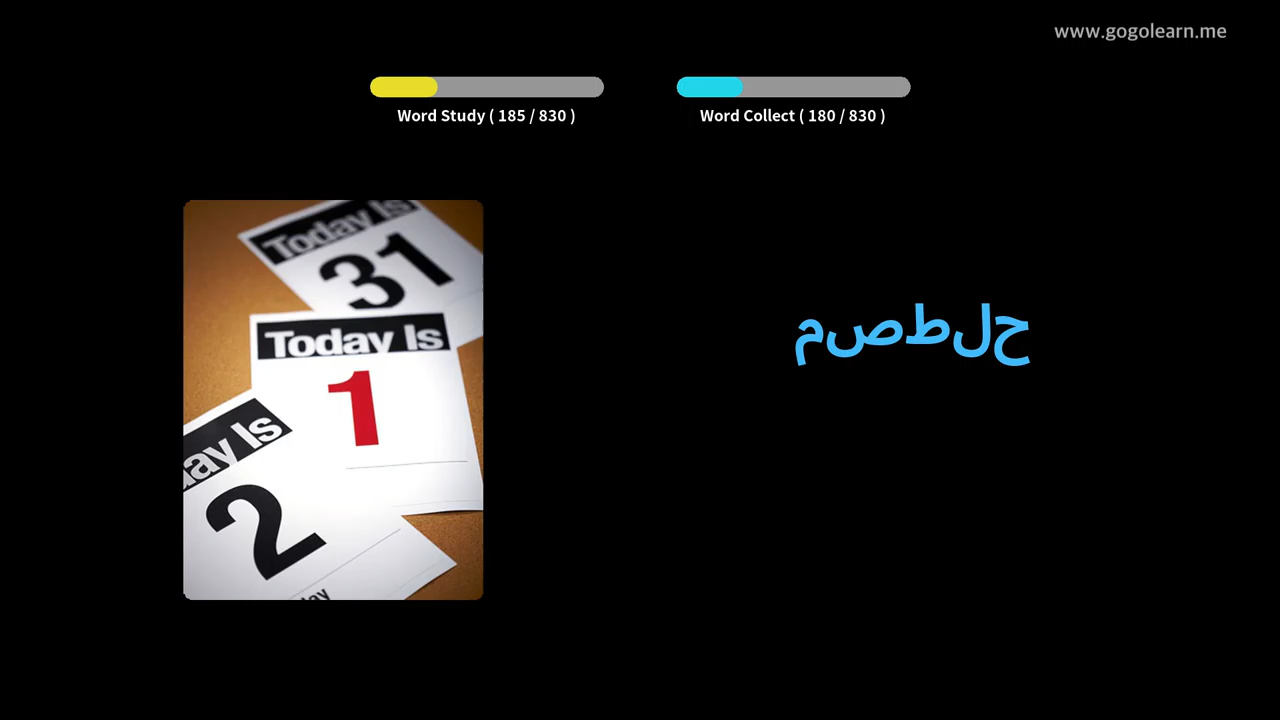 www.gogolearn.me
Word Study ( 185 / 830 )
Word Collect ( 180 / 830 )
Today Is
31
Today Is
1
ay Is
2
مصطلح